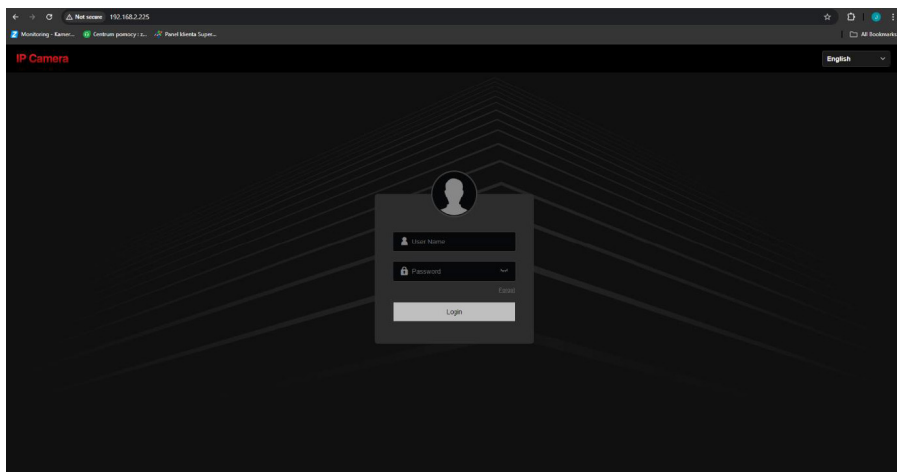 Not secure 192.168.2.225
Monitoring - Kamer... Centrum pomocy : z... Panel klienta Super... All Bookmarks
IP Camera English
User Name
Password
Forgot
Login